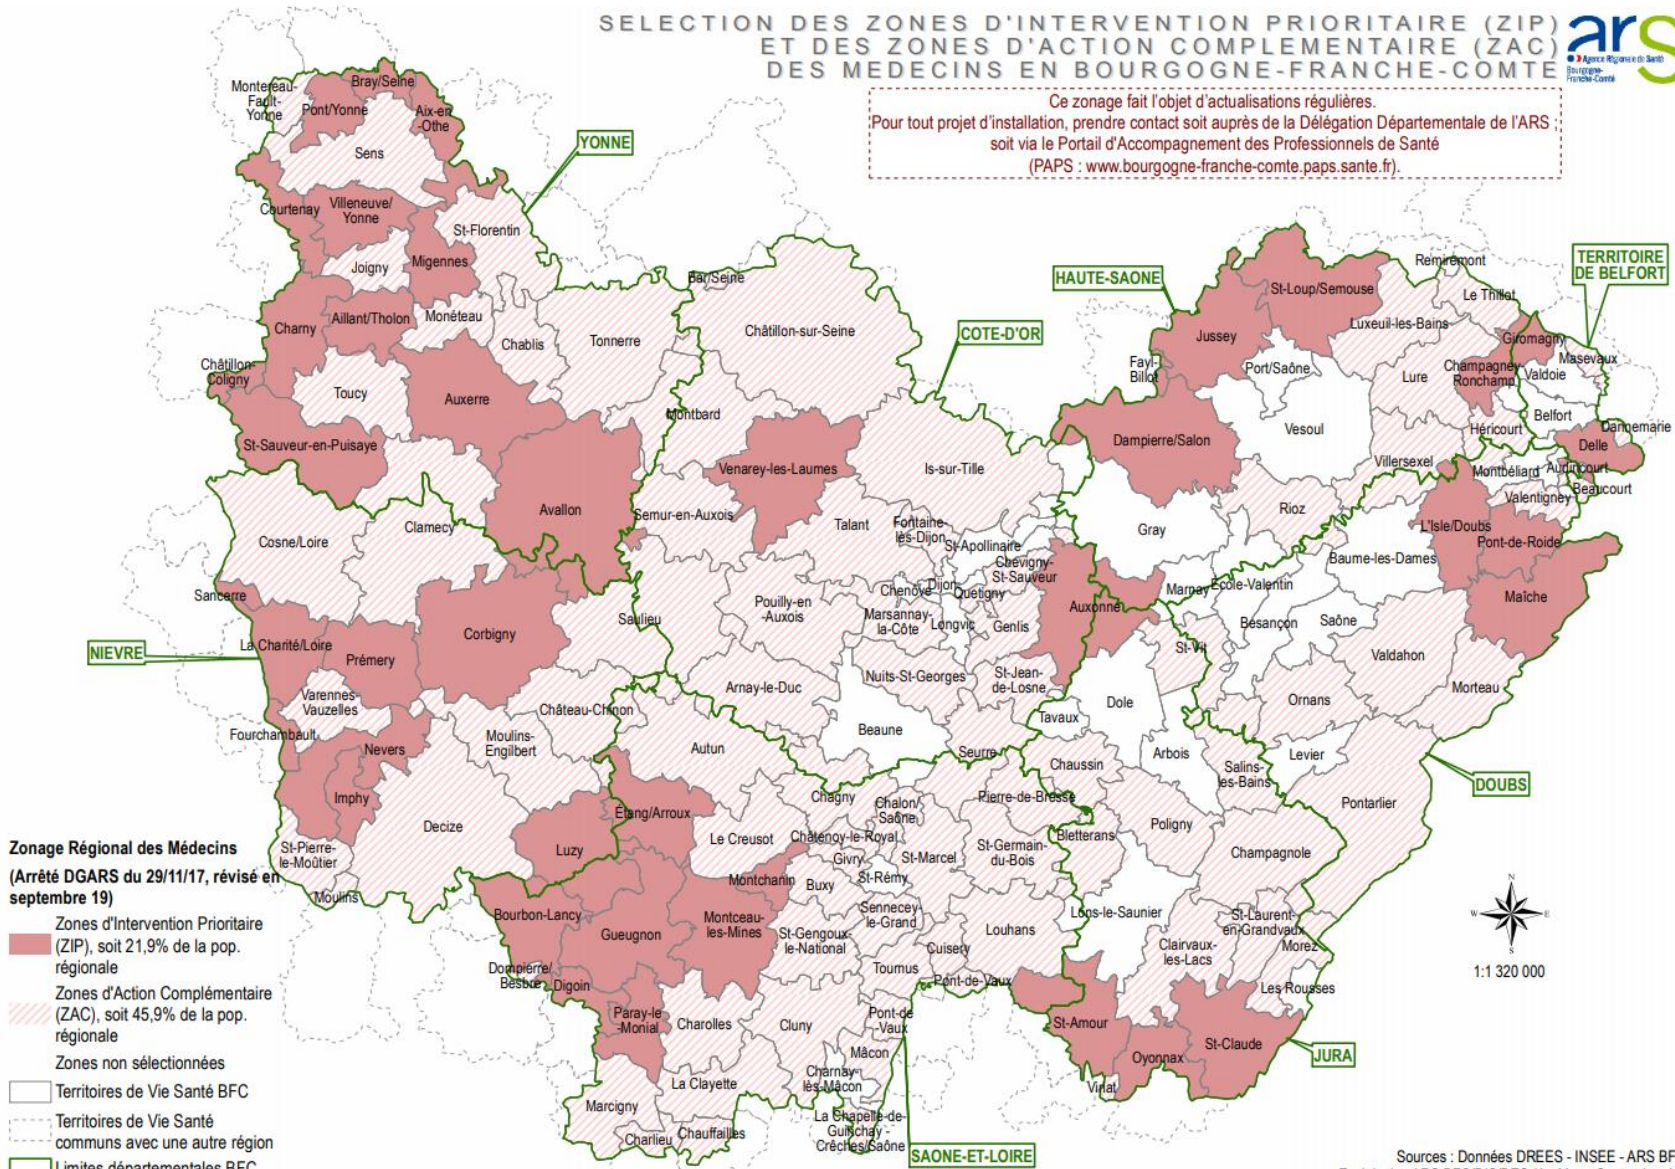 SELECTION DES ZONES D'INTERVENTION PRIORITAIRE (ZIP)
ET DES ZONES D'ACTION COMPLEMENTAIRE (ZAC)
DES MEDECINS EN BOURGOGNE-FRANCHE-COMTE
ars
Agence Régionale de Santé
Bourgogne-
Franche-Comté
Ce zonage fait l'objet d'actualisations régulières.
Pour tout projet d'installation, prendre contact soit auprès de la Délégation Départementale de l'ARS ;
soit via le Portail d'Accompagnement des Professionnels de Santé
(PAPS : www.bourgogne-franche-comte.paps.sante.fr).
Montereau-
Fault-
Yonne
Pont/Yonne
Bray/Seine
Aix-en
-Othe
Sens
YONNE
Courtenay
Villeneuve/
Yonne
St-Florentin
Joigny
Migennes
Charny
Aillant/Tholon
Monéteau
Chablis
Tonnerre
Châtillon-
Coligny
Toucy
Auxerre
St-Sauveur-en-Puisaye
Avallon
Bar/Seine
Châtillon-sur-Seine
COTE-D'OR
Montbard
Venarey-les-Laumes
Is-sur-Tille
Semur-en-Auxois
Talant
Fontaine-
lès-Dijon
St-Apollinaire
Chevigny-
St-Sauveur
Chenôve
Dijon
Quetigny
Pouilly-en
-Auxois
Marsannay-
la-Côte
Longvic
Genlis
Auxonne
Saulieu
Arnay-le-Duc
Nuits-St-Georges
St-Jean-
de-Losne
Beaune
Seurre
HAUTE-SAONE
TERRITOIRE
DE BELFORT
Remiremont
St-Loup/Semouse
Le Thillot
Jussey
Luxeuil-les-Bains
Giromagny
Fayl-
Billot
Port/Saône
Lure
Champagney-
Ronchamp
Masevaux
Valdoie
Belfort
Dampierre/Salon
Vesoul
Héricourt
Dannemarie
Delle
Villersexel
Montbéliard
Audincourt
Beaucourt
Valentigney
Gray
Rioz
L'Isle/Doubs
Pont-de-Roide
Baume-les-Dames
Marnay
École-Valentin
Maîche
Besançon
Saône
St-Vit
Valdahon
Ornans
Morteau
Levier
DOUBS
Pontarlier
Cosne/Loire
Clamecy
Sancerre
NIEVRE
La Charité/Loire
Prémery
Corbigny
Varennes-
Vauzelles
Fourchambault
Nevers
Château-Chinon
Moulins-
Engilbert
Imphy
Decize
Luzy
St-Pierre-
le-Moûtier
Moulins
Autun
Étang/Arroux
Le Creusot
Chagny
Chalon/
Saône
Châtenoy-le-Royal
Pierre-de-Bresse
Givry
St-Marcel
St-Germain-
du-Bois
St-Rémy
Montchanin
Buxy
Bourbon-Lancy
Gueugnon
Montceau-
les-Mines
Sennecey-
le-Grand
St-Gengoux-
le-National
Louhans
Cuisery
Tournus
Pont-de-Vaux
Dompierre/
Besbre
Digoin
Paray-le
-Monial
Charolles
Cluny
Pont-de
-Vaux
Mâcon
Charnay-
lès-Mâcon
La Clayette
Marcigny
Charlieu
Chauffailles
La Chapelle-de-
Guinchay -
Crêches/Saône
SAONE-ET-LOIRE
Tavaux
Dole
Arbois
Chaussin
Salins-
les-Bains
Bletterans
Poligny
Champagnole
Lons-le-Saunier
St-Laurent-
en-Grandvaux
Clairvaux-
les-Lacs
Morez
Les Rousses
St-Amour
St-Claude
Oyonnax
Viriat
JURA
N
W
E
S
1:1 320 000
Zonage Régional des Médecins
(Arrêté DGARS du 29/11/17, révisé en
septembre 19)
Zones d'Intervention Prioritaire
(ZIP), soit 21,9% de la pop.
régionale
Zones d'Action Complémentaire
(ZAC), soit 45,9% de la pop.
régionale
Zones non sélectionnées
Territoires de Vie Santé BFC
Territoires de Vie Santé
communs avec une autre région
Limites départementales BFC
Sources : Données DREES - INSEE - ARS BF